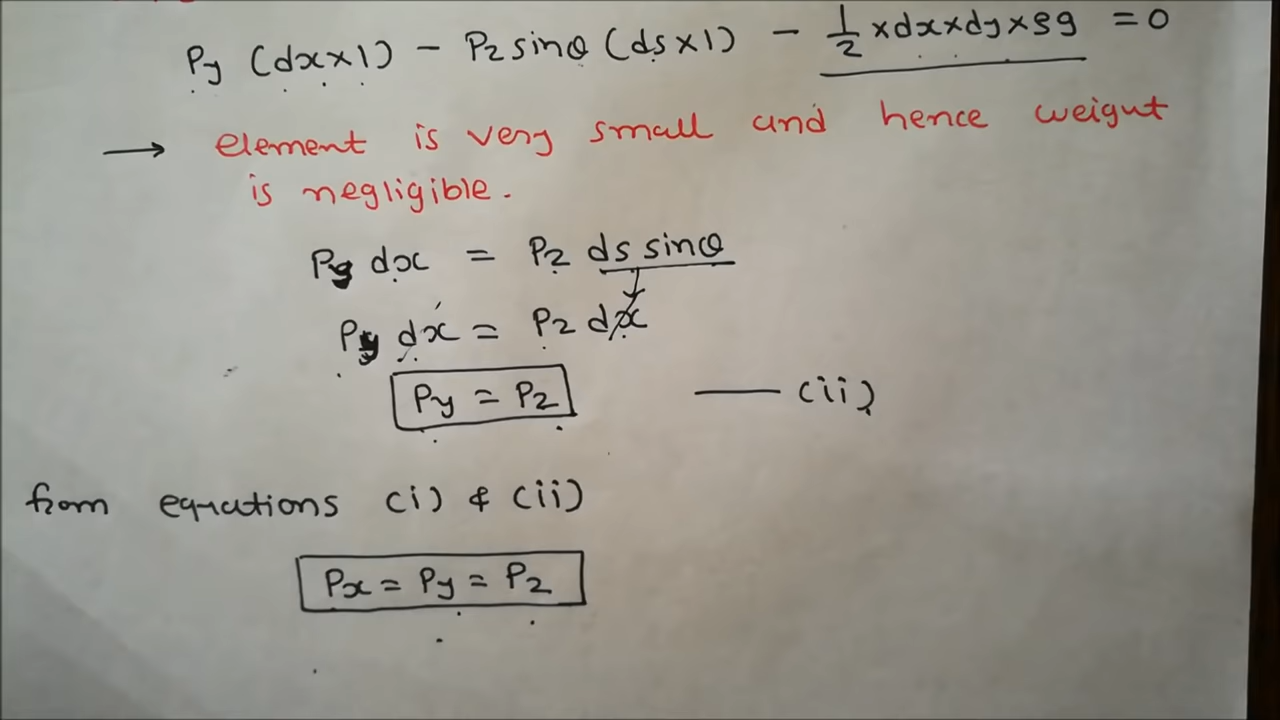 Py (dx×1) - P2 sinθ (ds×1) - 1/2 ×dx×dy×ρg = 0
→ element is very small and hence weigut
is negligible.
Py dx = P2 ds sinθ
Py dx = P2 dx
Py = P2 —— (ii)
from equations (i) & (ii)
Px = Py = P2